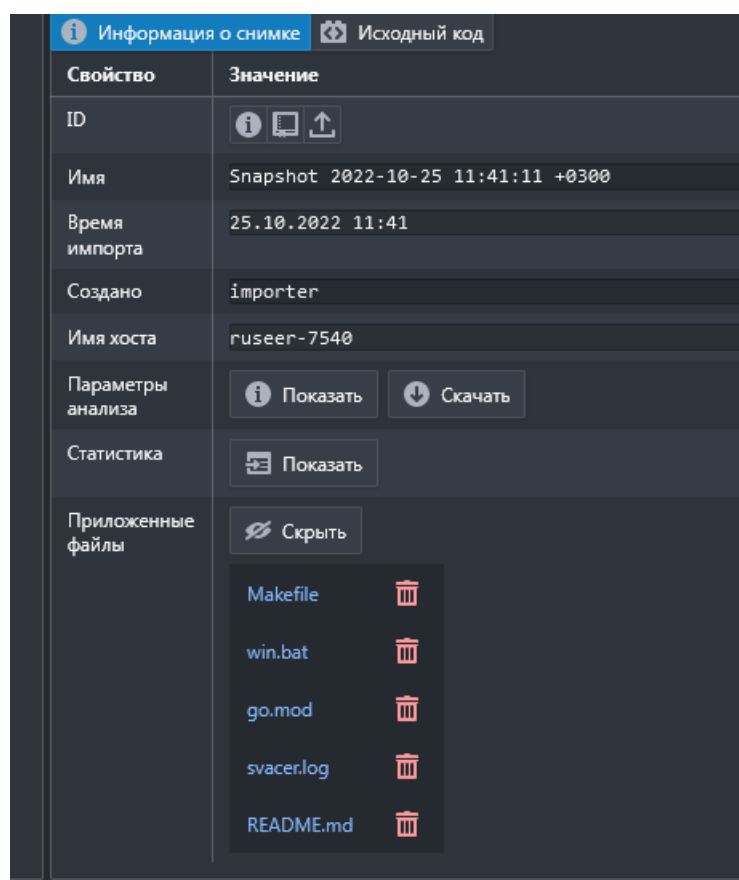 Информация о снимке Исходный код
Свойство Значение
ID
Имя Snapshot 2022-10-25 11:41:11 +0300
Время импорта 25.10.2022 11:41
Создано importer
Имя хоста ruseer-7540
Параметры анализа Показать Скачать
Статистика Показать
Приложенные файлы Скрыть
Makefile
win.bat
go.mod
svacer.log
README.md